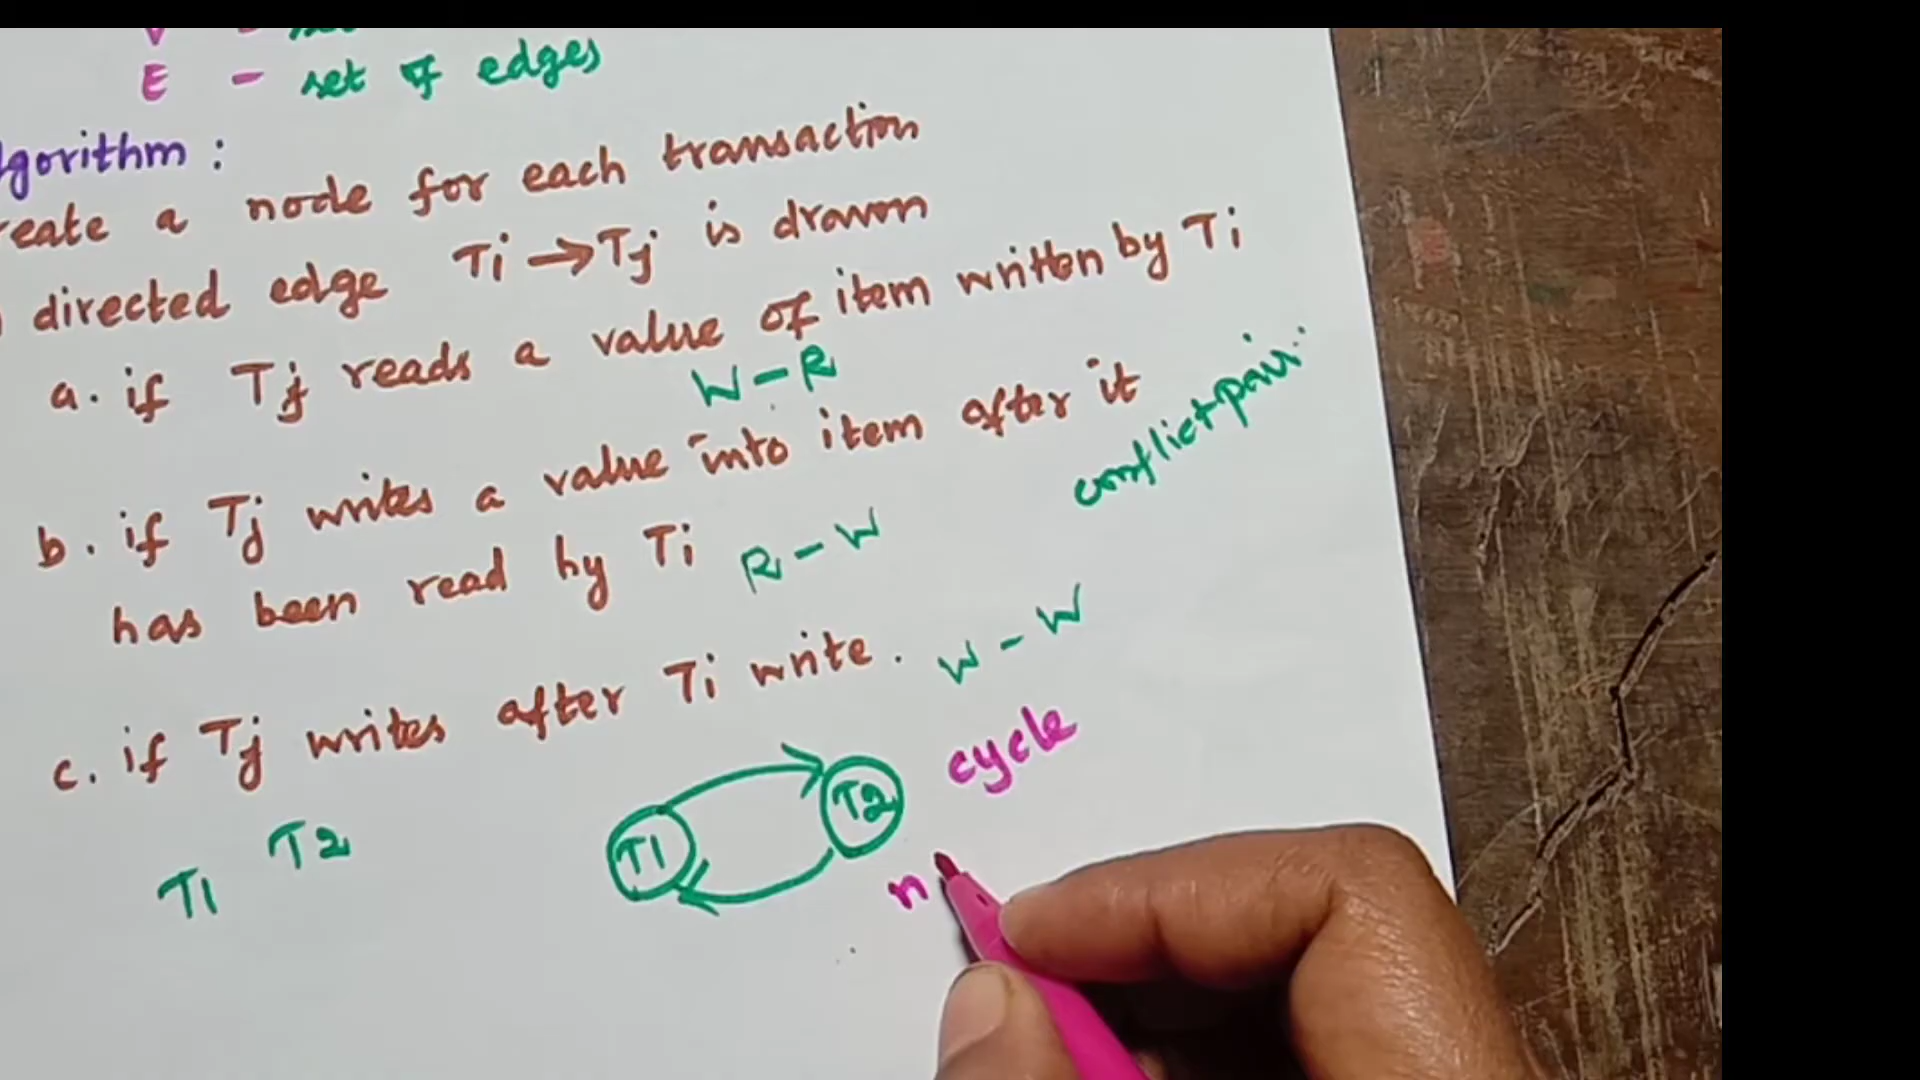 E - set of edges
lgorithm :
reate a node for each transaction
directed edge Ti → Tj is drawn
a. if Tj reads a value of item written by Ti
W - R
conflict pair.
b. if Tj writes a value into item after it
has been read by Ti R - W
c. if Tj writes after Ti write. W - W
cycle
T1 T2
T1 T2
n